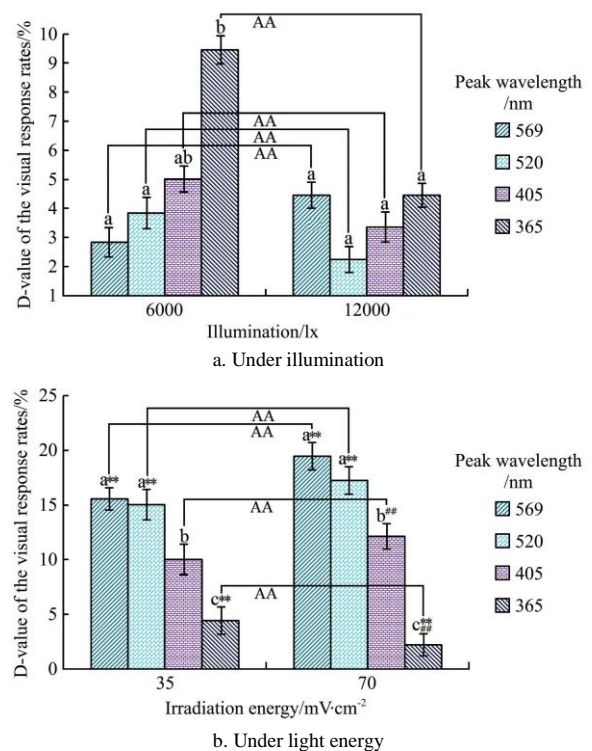 AA
b
10
9
8
7
6
5
4
3
2
1
D-value of the visual response rates/%
AA
AA
AA
a
a
ab
a
a
a
a
6000
12000
Illumination/lx
Peak wavelength
/nm
569
520
405
365
a. Under illumination
25
20
15
10
5
0
D-value of the visual response rates/%
AA
AA
a**
a**
a**
a**
b
AA
b##
c**
AA
c**##
35
70
Irradiation energy/mV·cm-2
Peak wavelength
/nm
569
520
405
365
b. Under light energy